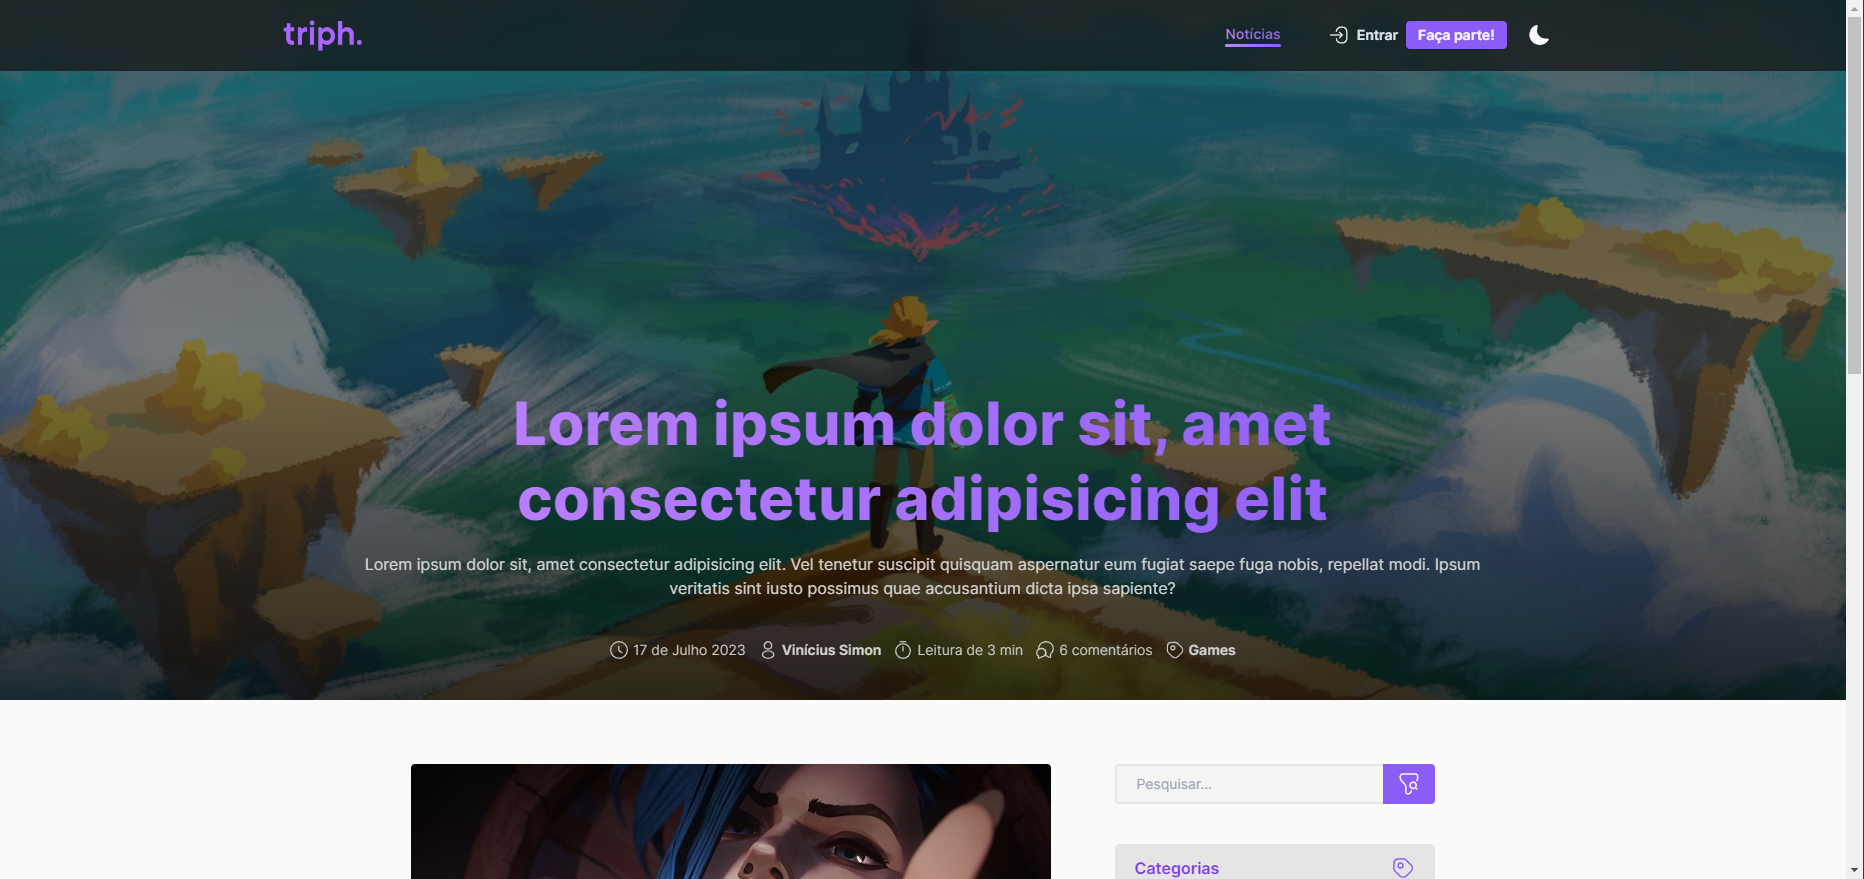 triph.
Notícias
Entrar
Faça parte!
Lorem ipsum dolor sit, amet
consectetur adipisicing elit
Lorem ipsum dolor sit, amet consectetur adipisicing elit. Vel tenetur suscipit quisquam aspernatur eum fugiat saepe fuga nobis, repellat modi. Ipsum
veritatis sint iusto possimus quae accusantium dicta ipsa sapiente?
17 de Julho 2023 Vinícius Simon Leitura de 3 min 6 comentários Games
Pesquisar...
Categorias